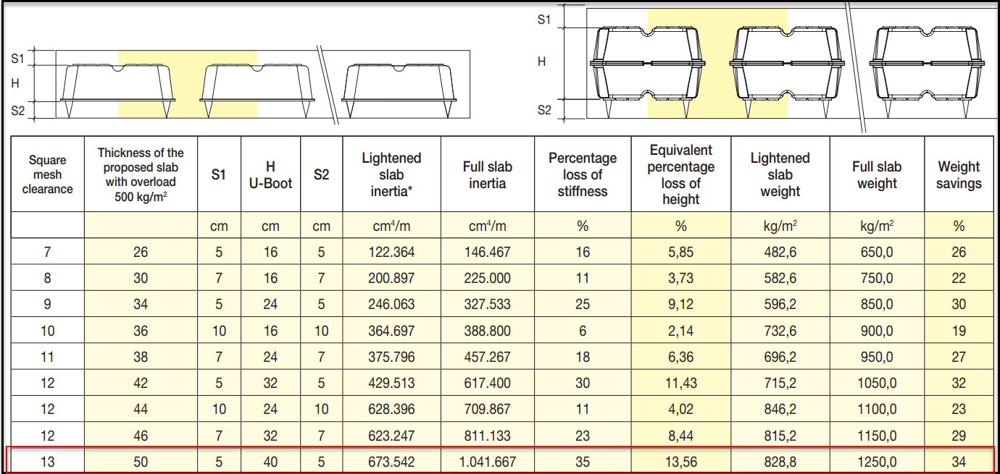 S1
H
S2
S1
H
S2
Square mesh clearance | Thickness of the proposed slab with overload 500 kg/m² | S1 | H U-Boot | S2 | Lightened slab inertia* | Full slab inertia | Percentage loss of stiffness | Equivalent percentage loss of height | Lightened slab weight | Full slab weight | Weight savings
cm | cm | cm | cm⁴/m | cm⁴/m | % | % | kg/m² | kg/m² | %
7 | 26 | 5 | 16 | 5 | 122.364 | 146.467 | 16 | 5,85 | 482,6 | 650,0 | 26
8 | 30 | 7 | 16 | 7 | 200.897 | 225.000 | 11 | 3,73 | 582,6 | 750,0 | 22
9 | 34 | 5 | 24 | 5 | 246.063 | 327.533 | 25 | 9,12 | 596,2 | 850,0 | 30
10 | 36 | 10 | 16 | 10 | 364.697 | 388.800 | 6 | 2,14 | 732,6 | 900,0 | 19
11 | 38 | 7 | 24 | 7 | 375.796 | 457.267 | 18 | 6,36 | 696,2 | 950,0 | 27
12 | 42 | 5 | 32 | 5 | 429.513 | 617.400 | 30 | 11,43 | 715,2 | 1050,0 | 32
12 | 44 | 10 | 24 | 10 | 628.396 | 709.867 | 11 | 4,02 | 846,2 | 1100,0 | 23
12 | 46 | 7 | 32 | 7 | 623.247 | 811.133 | 23 | 8,44 | 815,2 | 1150,0 | 29
13 | 50 | 5 | 40 | 5 | 673.542 | 1.041.667 | 35 | 13,56 | 828,8 | 1250,0 | 34